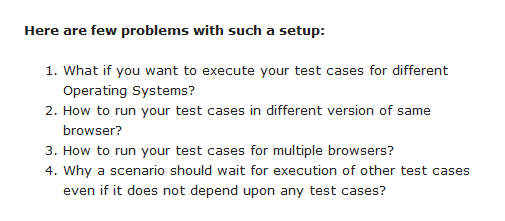 Here are few problems with such a setup:
1. What if you want to execute your test cases for different
Operating Systems?
2. How to run your test cases in different version of same
browser?
3. How to run your test cases for multiple browsers?
4. Why a scenario should wait for execution of other test cases
even if it does not depend upon any test cases?